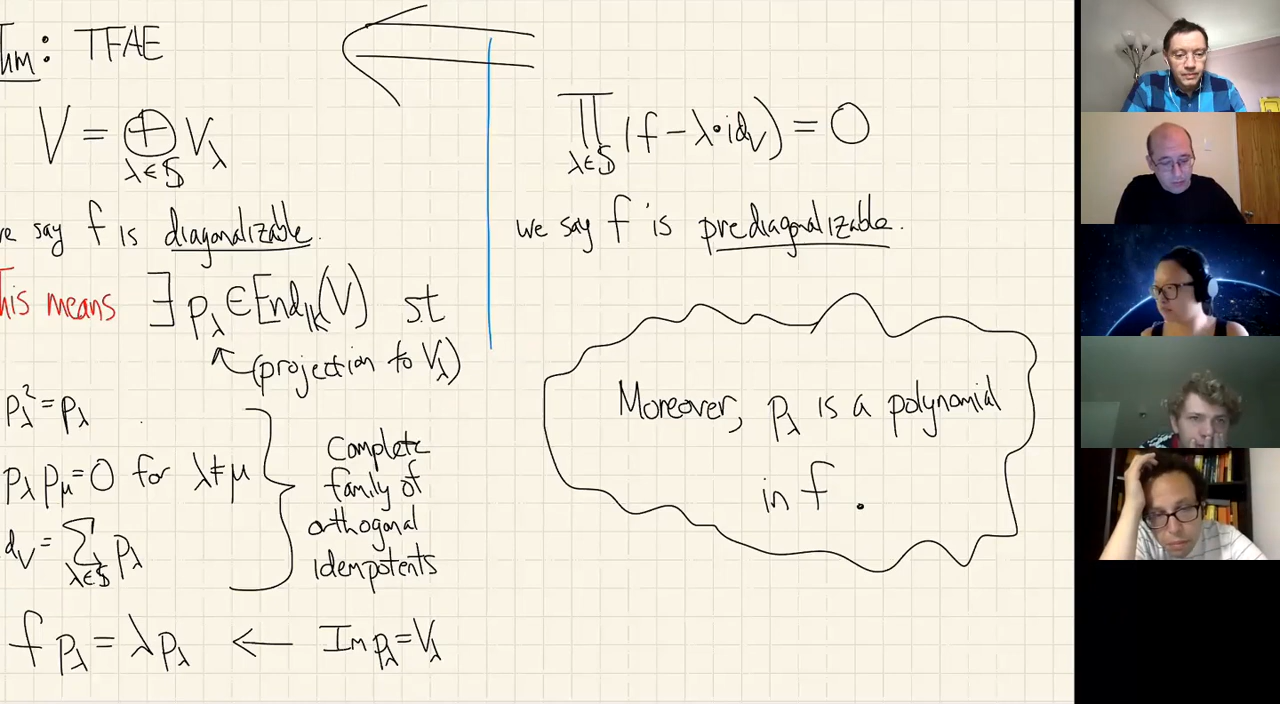 Thm: TFAE
V = ⊕ V_λ
λ∈S
we say f is diagonalizable.
This means ∃ p_λ ∈ End_𝕜(V) st
(projection to V_λ)
p_λ² = p_λ
p_λ p_μ = 0 for λ ≠ μ
d_V = Σ p_λ
λ∈S
Complete
family of
orthogonal
idempotents
f p_λ = λ p_λ ← Im p_λ = V_λ
∏ (f − λ·id_V) = 0
λ∈S
we say f is prediagonalizable.
Moreover, p_λ is a polynomial
in f.